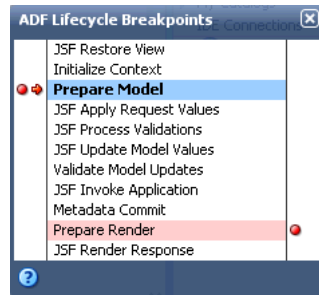 ADF Lifecycle Breakpoints
JSF Restore View
Initialize Context
Prepare Model
JSF Apply Request Values
JSF Process Validations
JSF Update Model Values
Validate Model Updates
JSF Invoke Application
Metadata Commit
Prepare Render
JSF Render Response
?